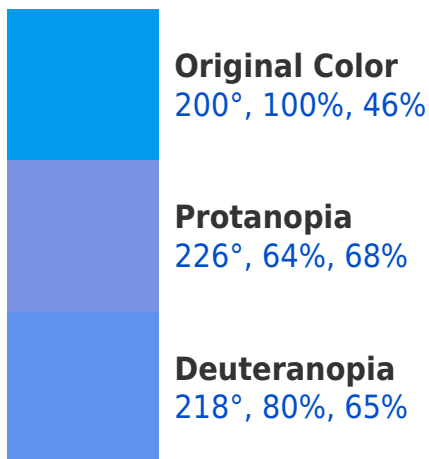 Original Color
200°, 100%, 46%
Protanopia
226°, 64%, 68%
Deuteranopia
218°, 80%, 65%